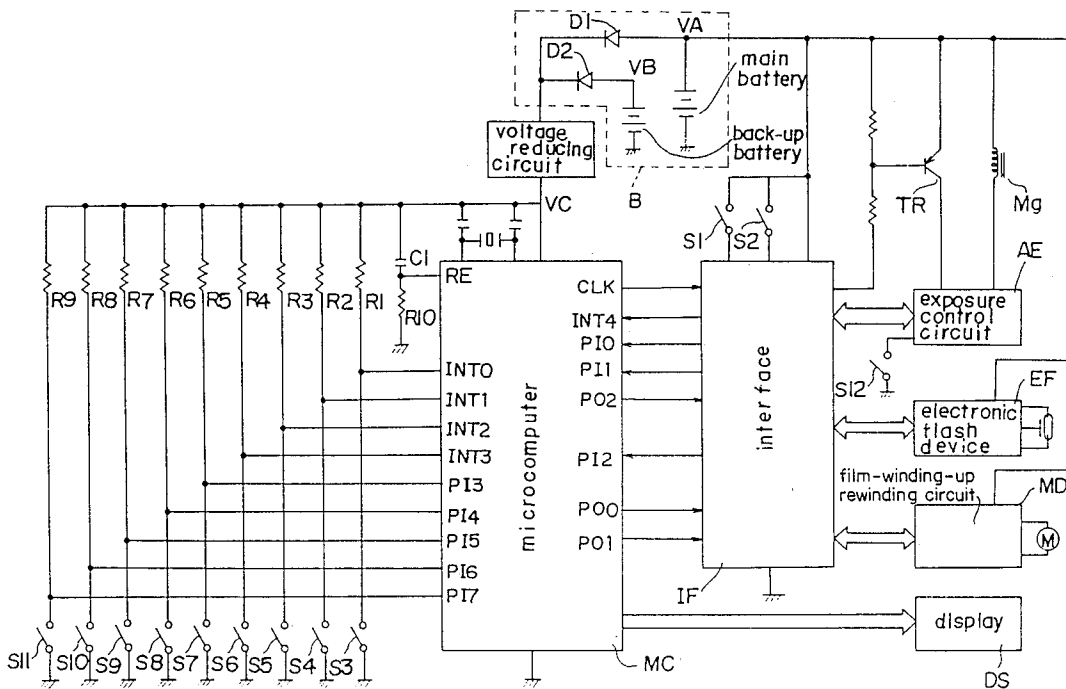 D1
VA
D2
VB
main
battery
voltage
reducing
circuit
back-up
battery
B
VC
S1
S2
TR
Mg
C1
RE
R10
R9
R8
R7
R6
R5
R4
R3
R2
R1
CLK
INT4
PI0
PI1
PO2
PI2
PO0
PO1
INT0
INT1
INT2
INT3
PI3
PI4
PI5
PI6
PI7
microcomputer
interface
AE
exposure
control
circuit
S12
EF
electronic
flash
device
film-winding-up
rewinding circuit
MD
M
IF
display
DS
MC
S11
S10
S9
S8
S7
S6
S5
S4
S3